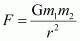 F = Gm₁m₂ / r²